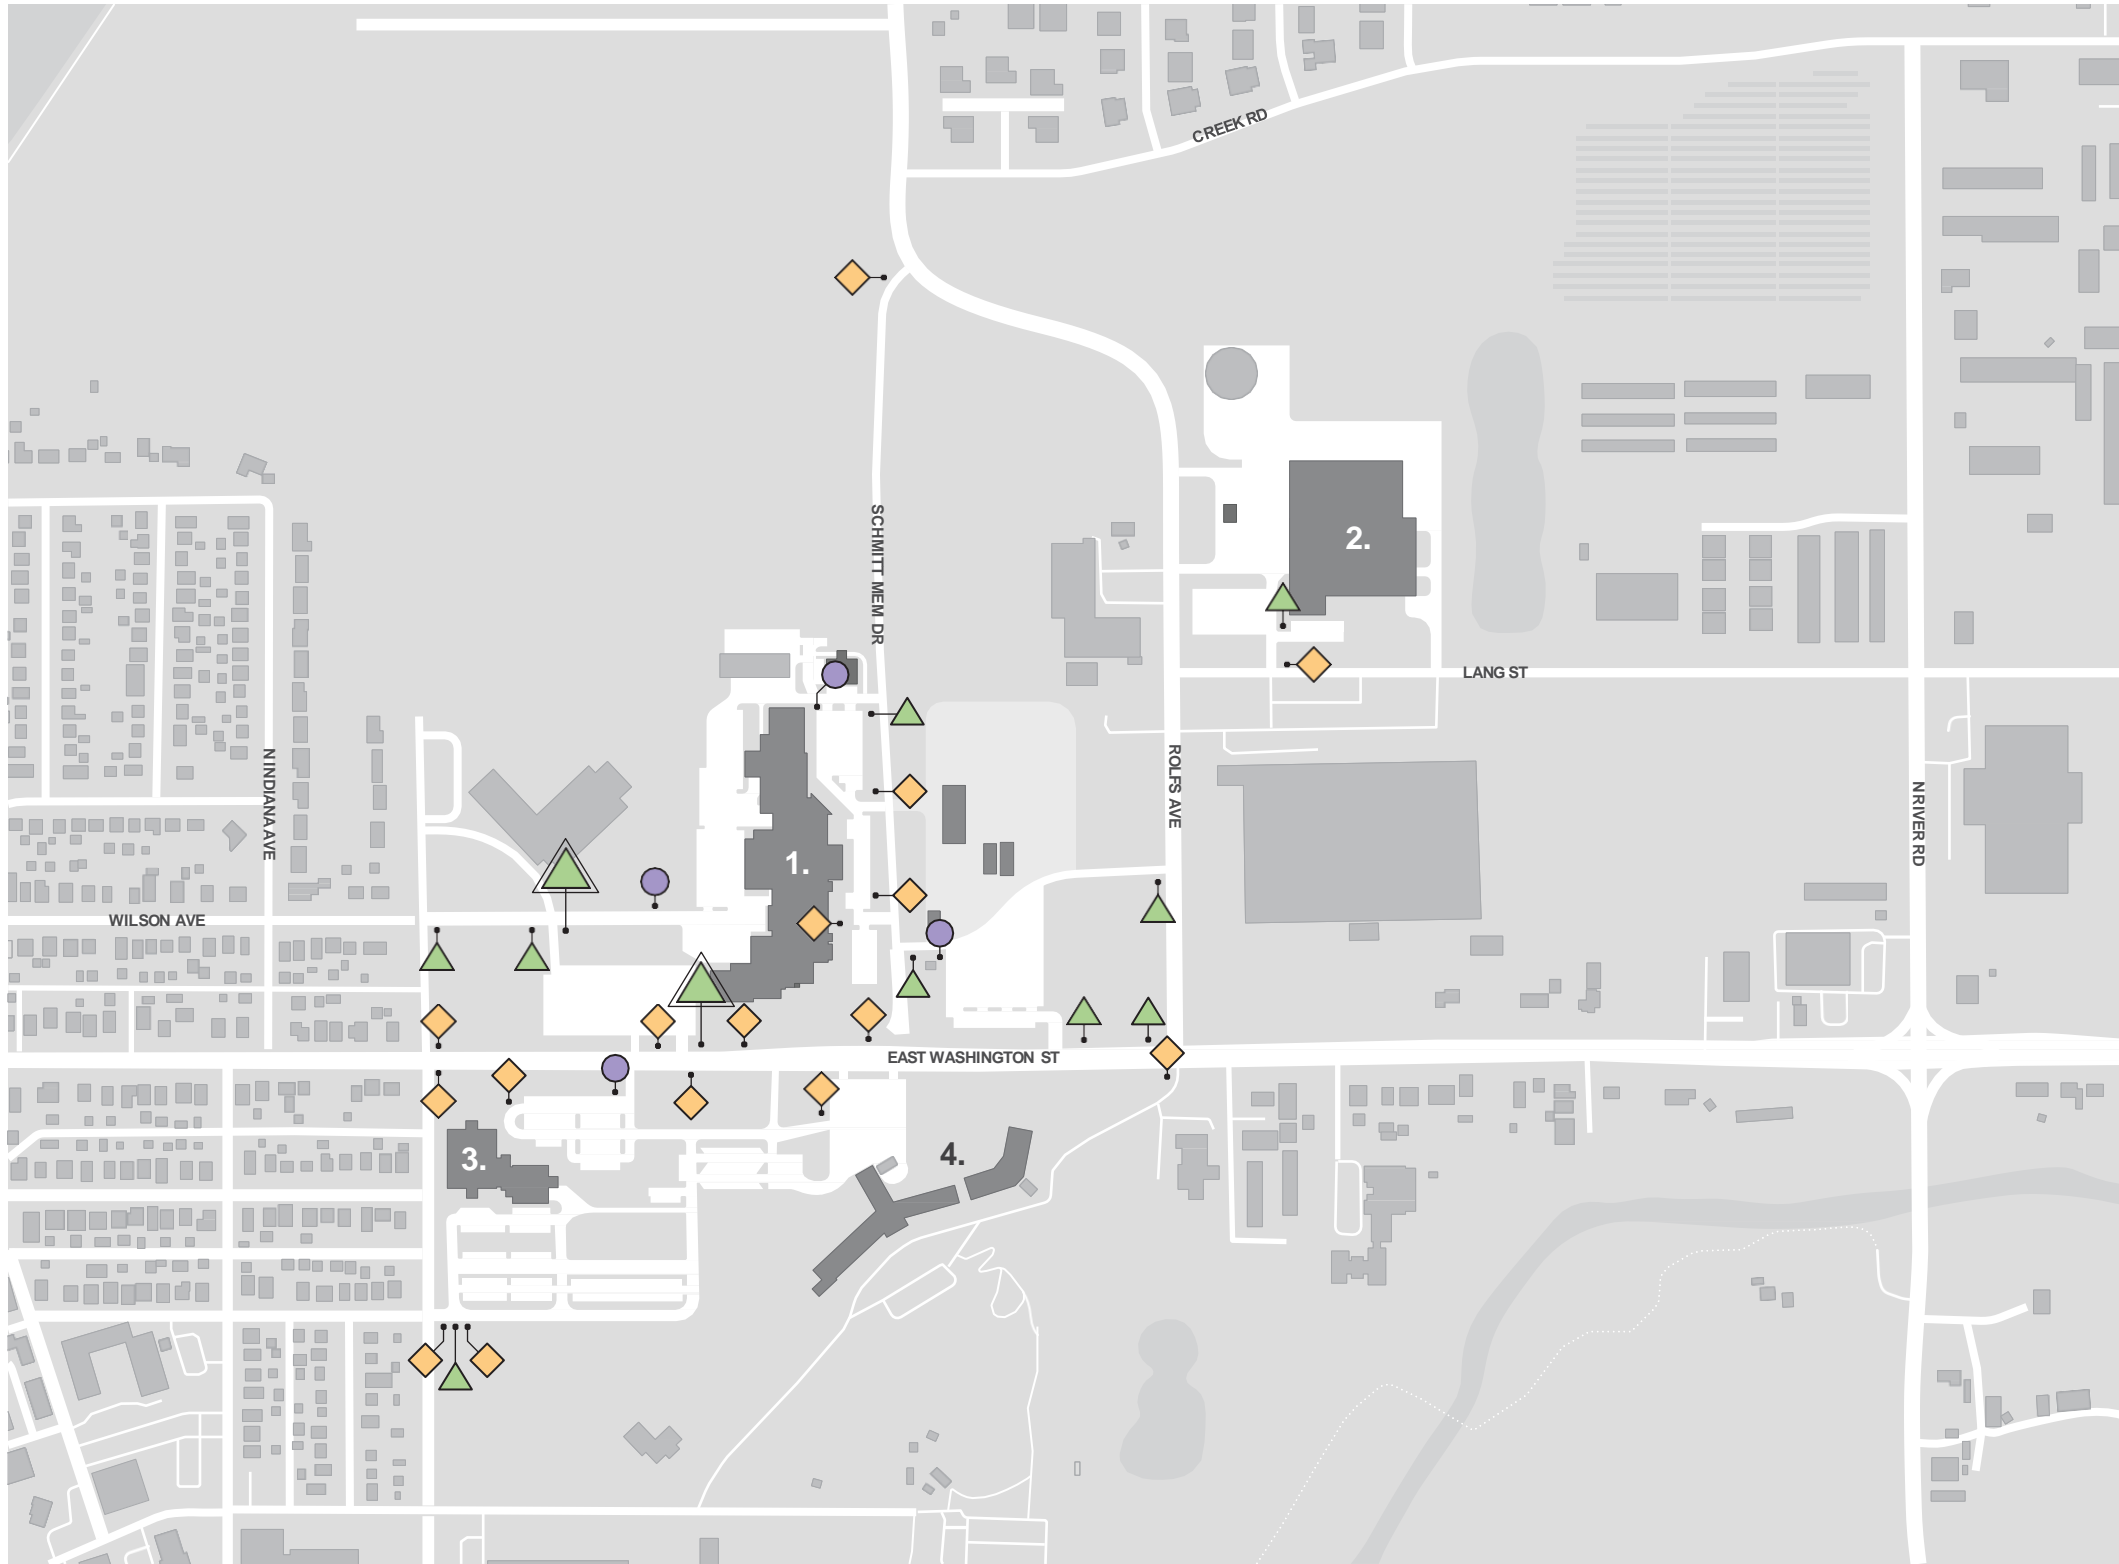 CREEK RD
SCHMITT MEM DR
2.
LANG ST
N INDIANA AVE
ROLFS AVE
N RIVER RD
1.
WILSON AVE
EAST WASHINGTON ST
3.
4.